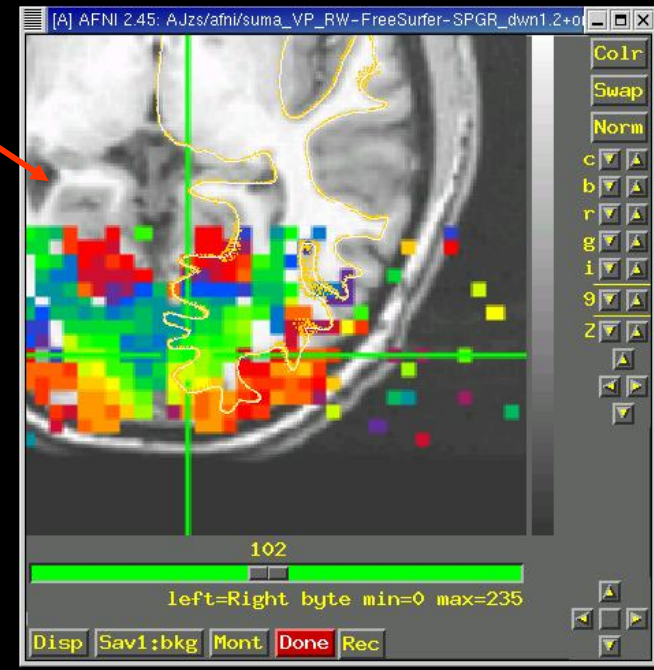 [A] AFNI 2.45: AJzs/afni/suma_VP_RW-FreeSurfer-SPGR_dwn1.2+o
Colr
Swap
Norm
c
b
r
g
i
9
Z
102
left=Right byte min=0 max=235
Disp Sav1:bkg Mont Done Rec